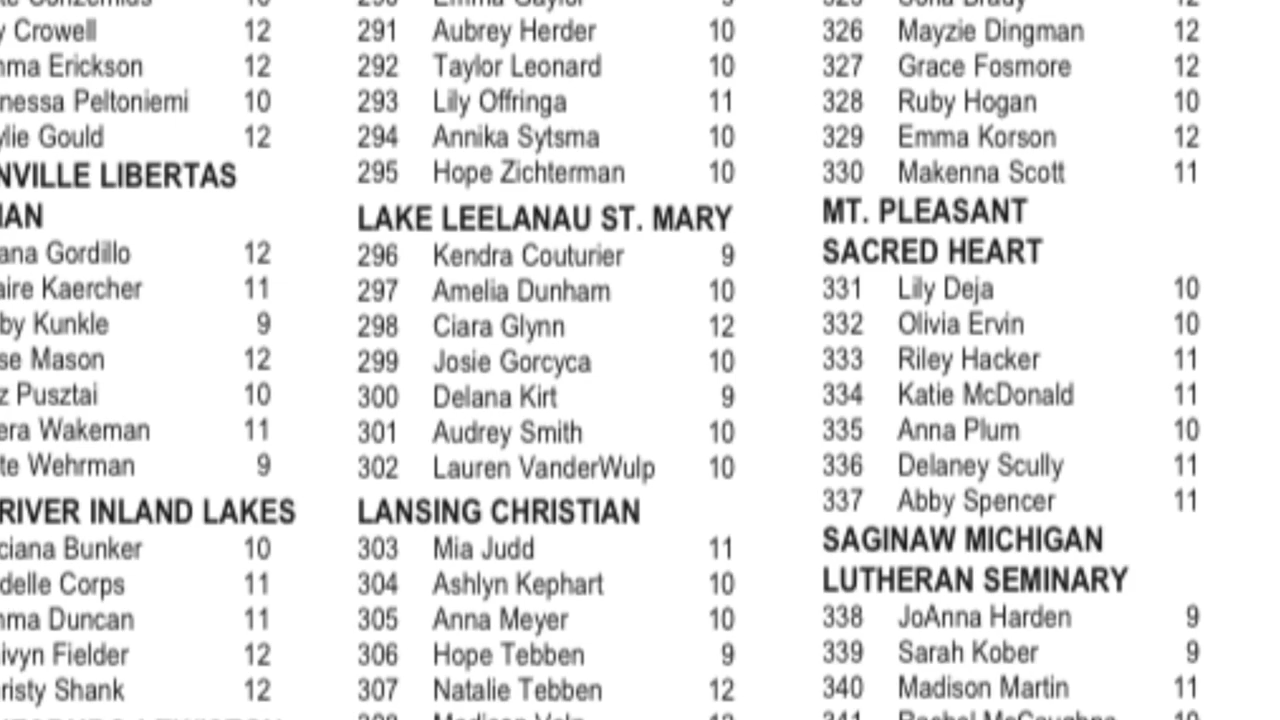 Crowell 12
Erickson 12
Peltoniemi 10
Gould 12
LIBERTAS
Gordillo 12
Kaercher 11
Kunkle 9
Mason 12
Pusztai 10
Wakeman 11
Wehrman 9
RIVER INLAND LAKES
Bunker 10
Corps 11
Duncan 11
Fielder 12
Shank 12
291 Aubrey Herder 10
292 Taylor Leonard 10
293 Lily Offringa 11
294 Annika Sytsma 10
295 Hope Zichterman 10
LAKE LEELANAU ST. MARY
296 Kendra Couturier 9
297 Amelia Dunham 10
298 Ciara Glynn 12
299 Josie Gorcyca 10
300 Delana Kirt 9
301 Audrey Smith 10
302 Lauren VanderWulp 10
LANSING CHRISTIAN
303 Mia Judd 11
304 Ashlyn Kephart 10
305 Anna Meyer 10
306 Hope Tebben 9
307 Natalie Tebben 12
326 Mayzie Dingman 12
327 Grace Fosmore 12
328 Ruby Hogan 10
329 Emma Korson 12
330 Makenna Scott 11
MT. PLEASANT
SACRED HEART
331 Lily Deja 10
332 Olivia Ervin 10
333 Riley Hacker 11
334 Katie McDonald 11
335 Anna Plum 10
336 Delaney Scully 11
337 Abby Spencer 11
SAGINAW MICHIGAN
LUTHERAN SEMINARY
338 JoAnna Harden 9
339 Sarah Kober 9
340 Madison Martin 11